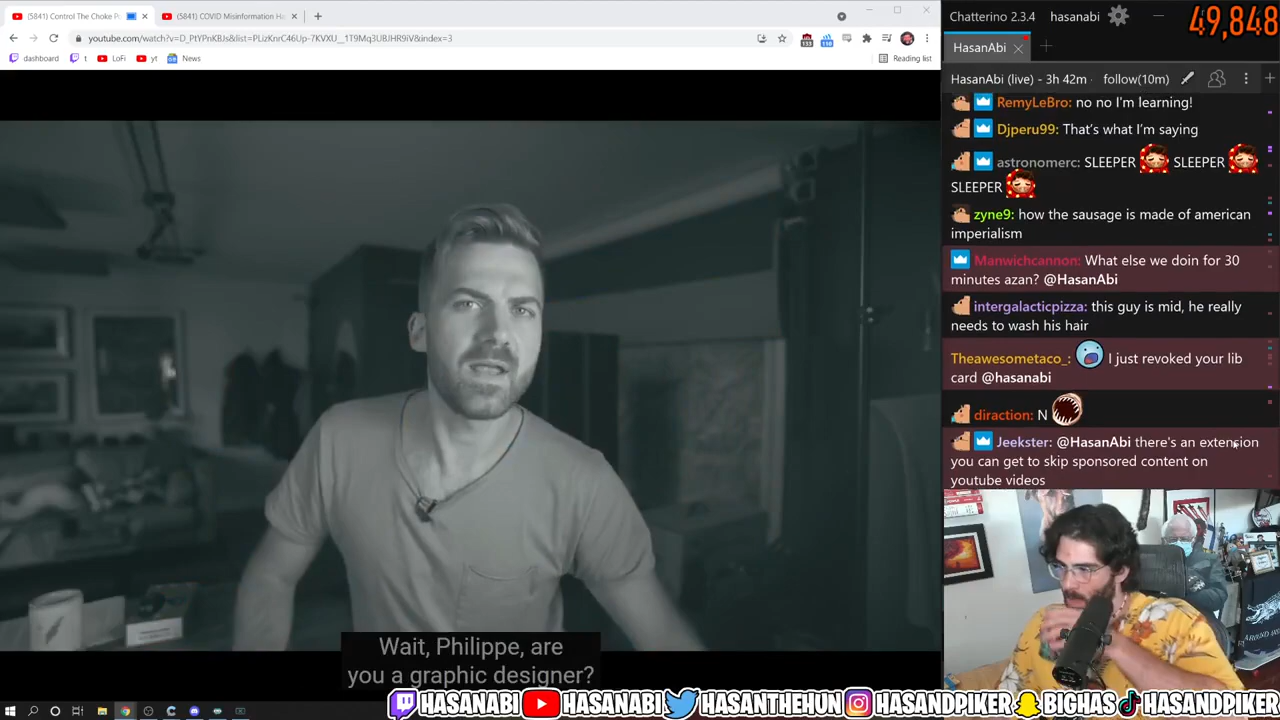 (5841) Control The Choke P
(5841) COVID Misinformation H
youtube.com/watch?v=D_PtYPnKBJs&list=PLizKnrC46Up-7KVXU__1T9Mq3UBJHR9iV&index=3
dashboard
t
LoFi
yt
News
Reading list
Wait, Philippe, are
you a graphic designer?
Chatterino 2.3.4
hasanabi
49,848
HasanAbi
HasanAbi (live) - 3h 42m
follow(10m)
RemyLeBro: no no I'm learning!
Djperu99: That's what I'm saying
astronomerc: SLEEPER SLEEPER
SLEEPER
zyne9: how the sausage is made of american
imperialism
Manwichcannon: What else we doin for 30
minutes azan? @HasanAbi
intergalacticpizza: this guy is mid, he really
needs to wash his hair
Theawesometaco_: I just revoked your lib
card @hasanabi
diraction: N
Jeekster: @HasanAbi there's an extension
you can get to skip sponsored content on
youtube videos
HASANABI HASANABI HASANTHEHUN HASANDPIKER BIGHAS HASANDPIKER